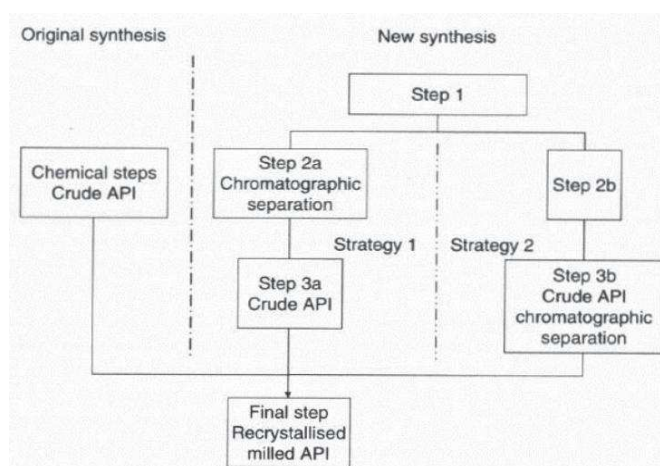 Original synthesis
New synthesis
Step 1
Chemical steps
Crude API
Step 2a
Chromatographic
separation
Step 2b
Strategy 1
Strategy 2
Step 3a
Crude API
Step 3b
Crude API
chromatographic
separation
Final step
Recrystallised
milled API